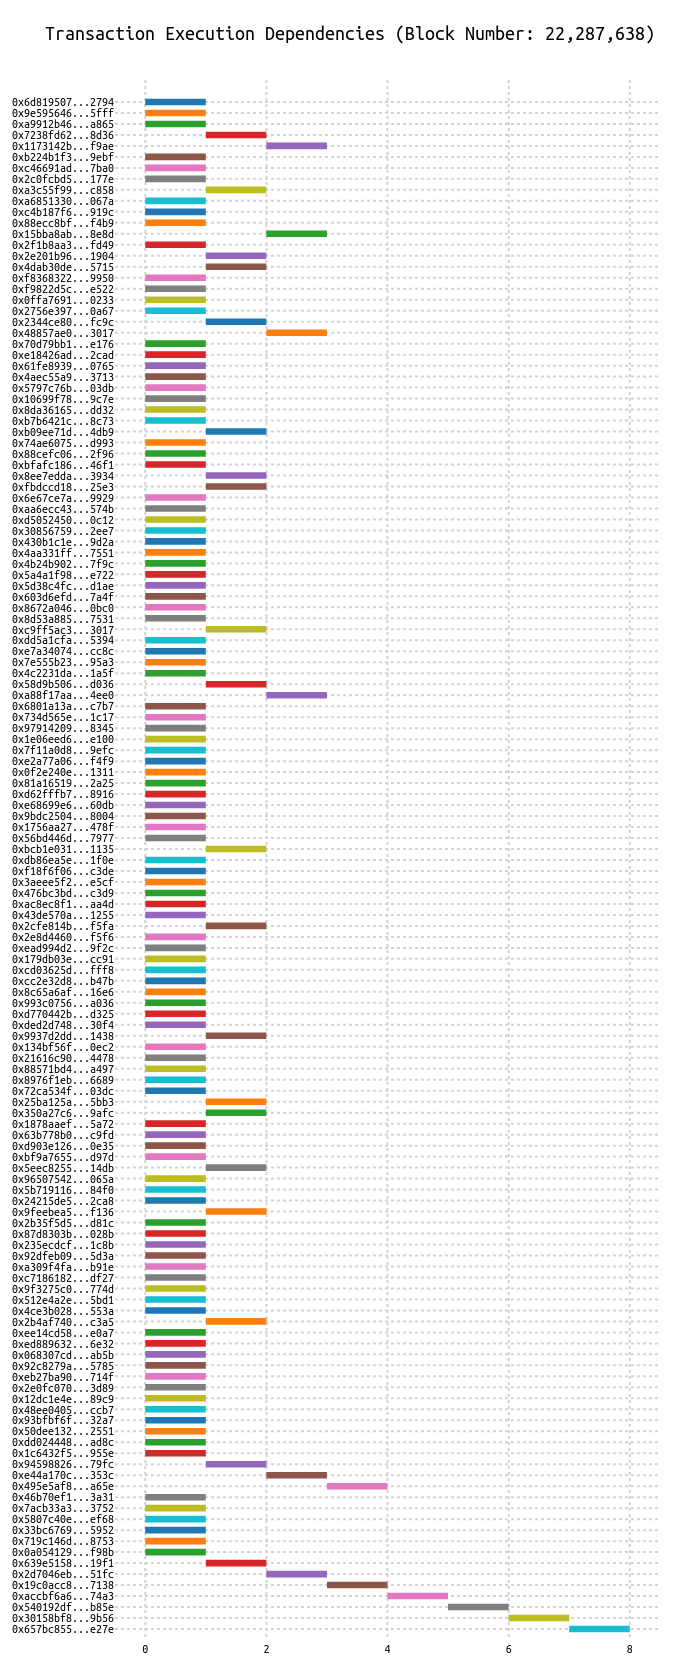 Transaction Execution Dependencies (Block Number: 22,287,638)
0x6d819507...2794
0x9e595646...5fff
0xa9912b46...a865
0x7238fd62...8d36
0x1173142b...f9ae
0xb224b1f3...9ebf
0xc46691ad...7ba0
0x2c0fcbd5...177e
0xa3c55f99...c858
0xa6851330...067a
0xc4b187f6...919c
0x88ecc8bf...f4b9
0x15bba8ab...8e8d
0x2f1b8aa3...fd49
0x2e201b96...1904
0x4dab30de...5715
0xf8368322...9950
0xf9822d5c...e522
0x0ffa7691...0233
0x2756e397...0a67
0x2344ce80...fc9c
0x48857ae0...3017
0x70d79bb1...e176
0xe18426ad...2cad
0x61fe8939...0765
0x4aec55a9...3713
0x5797c76b...03db
0x10699f78...9c7e
0x8da36165...dd32
0xb7b6421c...8c73
0xb09ee71d...4db9
0x74ae6075...d993
0x88cefc06...2f96
0xbfafc186...46f1
0x8ee7edda...3934
0xfbdccd18...25e3
0x6e67ce7a...9929
0xaa6ecc43...574b
0xd5052450...0c12
0x30856759...2ee7
0x430b1c1e...9d2a
0x4aa331ff...7551
0x4b24b902...7f9c
0x5a4a1f98...e722
0x5d38c4fc...d1ae
0x603d6efd...7a4f
0x8672a046...0bc0
0x8d53a885...7531
0xc9ff5ac3...3017
0xdd5a1cfa...5394
0xe7a34074...cc8c
0x7e555b23...95a3
0x4c2231da...1a5f
0x58d9b506...d036
0xa88f17aa...4ee0
0x6801a13a...c7b7
0x734d565e...1c17
0x97914209...8345
0x1e06eed6...e100
0x7f11a0d8...9efc
0xe2a77a06...f4f9
0x0f2e240e...1311
0x81a16519...2a25
0xd62fffb7...8916
0xe68699e6...60db
0x9bdc2504...8004
0x1756aa27...478f
0x56bd446d...7977
0xbcb1e031...1135
0xdb86ea5e...1f0e
0xf18f6f06...c3de
0x3aeee5f2...e5cf
0x476bc3bd...c3d9
0xac8ec8f1...aa4d
0x43de570a...1255
0x2cfe814b...f5fa
0x2e8d4460...f5f6
0xead994d2...9f2c
0x179db03e...cc91
0xcd03625d...fff8
0xcc2e32d8...b47b
0x8c65a6af...16e6
0x993c0756...a036
0xd770442b...d325
0xded2d748...30f4
0x9937d2dd...1438
0x134bf56f...0ec2
0x21616c90...4478
0x88571bd4...a497
0x8976f1eb...6689
0x72ca534f...03dc
0x25ba125a...5bb3
0x350a27c6...9afc
0x1878aaef...5a72
0x63b778b0...c9fd
0xd903e126...0e35
0xbf9a7655...d97d
0x5eec8255...14db
0x96507542...065a
0x5b719116...84f0
0x24215de5...2ca8
0x9feebea5...f136
0x2b35f5d5...d81c
0x87d8303b...028b
0x235ecdcf...1c8b
0x92dfeb09...5d3a
0xa309f4fa...b91e
0xc7186182...df27
0x9f3275c0...774d
0x512e4a2e...5bd1
0x4ce3b028...553a
0x2b4af740...c3a5
0xee14cd58...e0a7
0xed889632...6e32
0x068307cd...ab5b
0x92c8279a...5785
0xeb27ba90...714f
0x2e0fc070...3d89
0x12dc1e4e...89c9
0x48ee0405...ccb7
0x93bfbf6f...32a7
0x50dee132...2551
0xdd024448...ad8c
0x1c6432f5...955e
0x94598826...79fc
0xe44a170c...353c
0x495e5af8...a65e
0x46b70ef1...3a31
0x7acb33a3...3752
0x5807c40e...ef68
0x33bc6769...5952
0x719c146d...8753
0x0a054129...f98b
0x639e5158...19f1
0x2d7046eb...51fc
0x19c0acc8...7138
0xaccbf6a6...74a3
0x540192df...b85e
0x30158bf8...9b56
0x657bc855...e27e
0 2 4 6 8